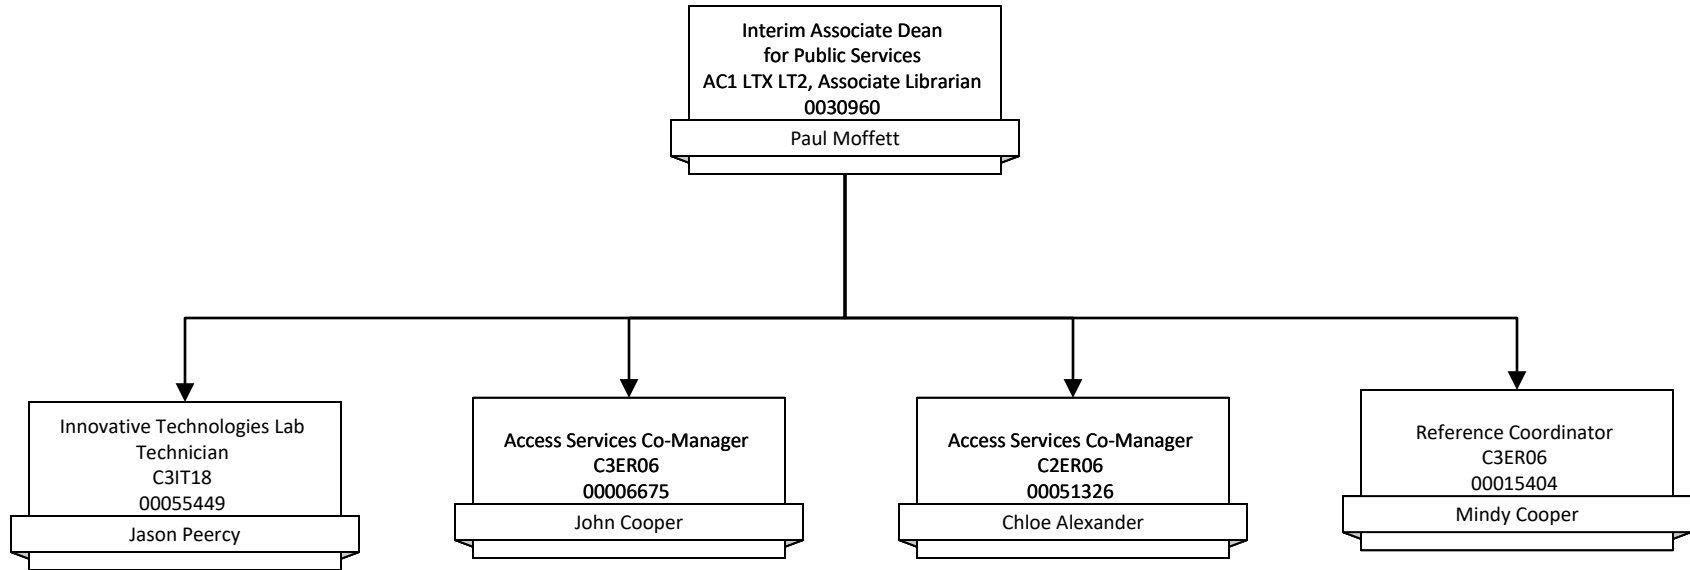 Interim Associate Dean
for Public Services
AC1 LTX LT2, Associate Librarian
0030960
Paul Moffett
Innovative Technologies Lab
Technician
C3IT18
00055449
Jason Peercy
Access Services Co-Manager
C3ER06
00006675
John Cooper
Access Services Co-Manager
C2ER06
00051326
Chloe Alexander
Reference Coordinator
C3ER06
00015404
Mindy Cooper